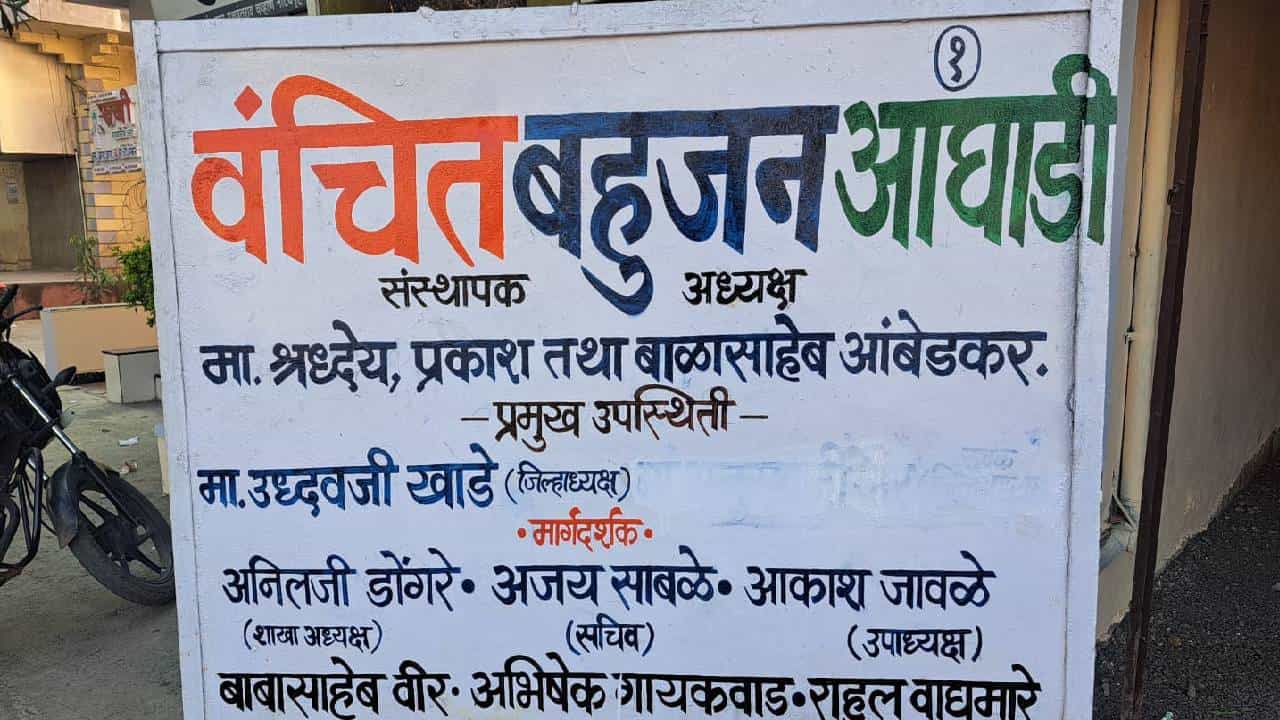 १
वंचित बहुजन आघाडी
संस्थापक अध्यक्ष
मा. श्रध्देय, प्रकाश तथा बाळासाहेब आंबेडकर.
– प्रमुख उपस्थिती –
मा. उध्दवजी खाडे (जिल्हाध्यक्ष)
• मार्गदर्शक •
अनिलजी डोंगरे • अजय साबळे • आकाश जावळे
(शाखा अध्यक्ष) (सचिव) (उपाध्यक्ष)
बाबासाहेब वीर • अभिषेक गायकवाड • राहुल वाघमारे